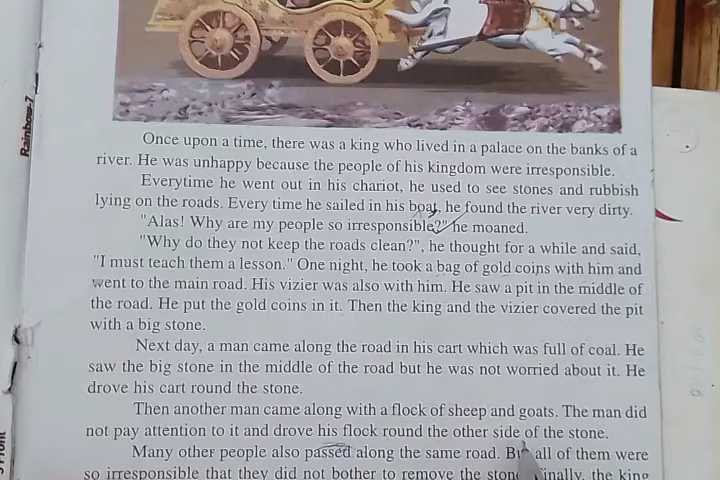 Rainbow-7
Once upon a time, there was a king who lived in a palace on the banks of a
river. He was unhappy because the people of his kingdom were irresponsible.
Everytime he went out in his chariot, he used to see stones and rubbish
lying on the roads. Every time he sailed in his boat, he found the river very dirty.
"Alas! Why are my people so irresponsible?" he moaned.
"Why do they not keep the roads clean?", he thought for a while and said,
"I must teach them a lesson." One night, he took a bag of gold coins with him and
went to the main road. His vizier was also with him. He saw a pit in the middle of
the road. He put the gold coins in it. Then the king and the vizier covered the pit
with a big stone.
Next day, a man came along the road in his cart which was full of coal. He
saw the big stone in the middle of the road but he was not worried about it. He
drove his cart round the stone.
Then another man came along with a flock of sheep and goats. The man did
not pay attention to it and drove his flock round the other side of the stone.
Many other people also passed along the same road. all of them were
so irresponsible that they did not bother to remove the the king